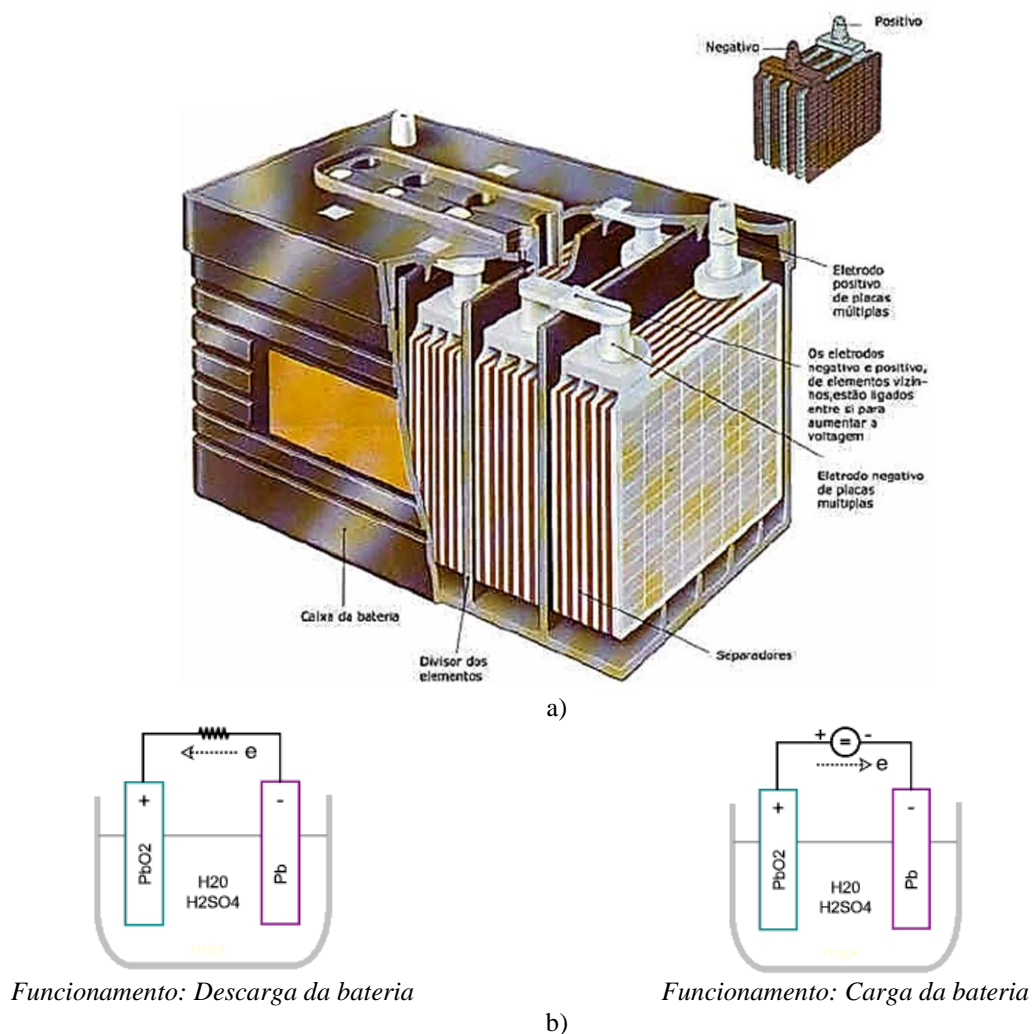 Positivo
Negativo
Eletrodo
positivo
de placas
múltiplas
Os eletrodos
negativo e positivo,
de elementos vizin-
hos,estão ligados
entre si para
aumentar a
voltagem
Eletrodo negativo
de placas
multiplas
Caixa da bateria
Divisor dos
elementos
Separadores
a)
e
+
-
PbO2
Pb
H20
H2SO4
Funcionamento: Descarga da bateria
+
=
-
e
+
-
PbO2
Pb
H20
H2SO4
Funcionamento: Carga da bateria
b)